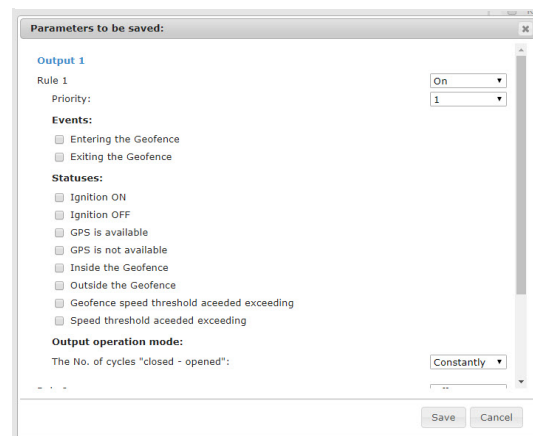 Parameters to be saved:
Output 1
Rule 1
On
Priority:
1
Events:
Entering the Geofence
Exiting the Geofence
Statuses:
Ignition ON
Ignition OFF
GPS is available
GPS is not available
Inside the Geofence
Outside the Geofence
Geofence speed threshold aceeded exceeding
Speed threshold aceeded exceeding
Output operation mode:
The No. of cycles "closed - opened":
Constantly
Save
Cancel